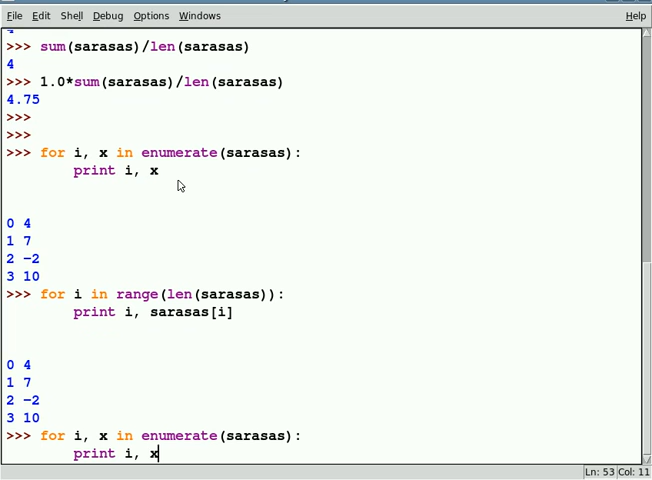 File Edit Shell Debug Options Windows Help
>>> sum(sarasas)/len(sarasas)
4
>>> 1.0*sum(sarasas)/len(sarasas)
4.75
>>>
>>>
>>> for i, x in enumerate(sarasas):
        print i, x
0 4
1 7
2 -2
3 10
>>> for i in range(len(sarasas)):
        print i, sarasas[i]
0 4
1 7
2 -2
3 10
>>> for i, x in enumerate(sarasas):
        print i, x
Ln: 53 Col: 11